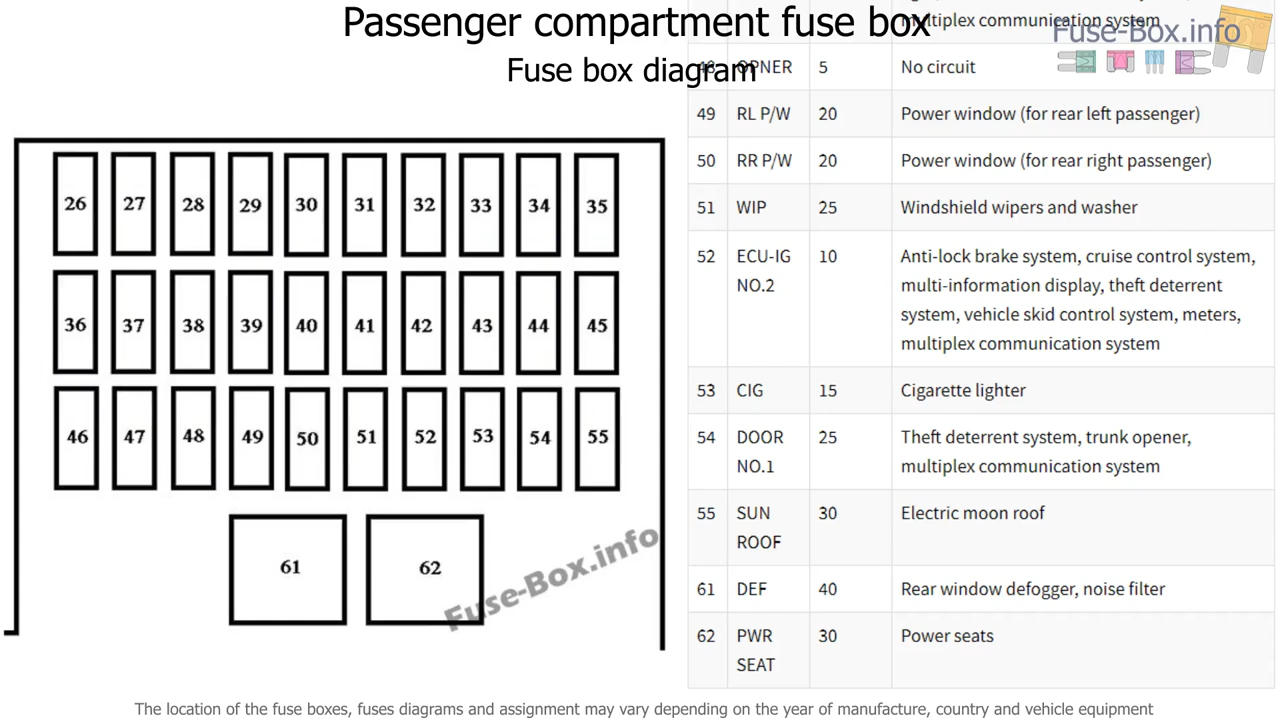 Passenger compartment fuse box
Fuse box diagram
Fuse-Box.info
multiplex communication system
48 OPNER 5 No circuit
49 RL P/W 20 Power window (for rear left passenger)
50 RR P/W 20 Power window (for rear right passenger)
51 WIP 25 Windshield wipers and washer
52 ECU-IG 10 Anti-lock brake system, cruise control system,
NO.2 multi-information display, theft deterrent
system, vehicle skid control system, meters,
multiplex communication system
53 CIG 15 Cigarette lighter
54 DOOR 25 Theft deterrent system, trunk opener,
NO.1 multiplex communication system
55 SUN 30 Electric moon roof
ROOF
61 DEF 40 Rear window defogger, noise filter
62 PWR 30 Power seats
SEAT
26 27 28 29 30 31 32 33 34 35
36 37 38 39 40 41 42 43 44 45
46 47 48 49 50 51 52 53 54 55
61 62
Fuse-Box.info
The location of the fuse boxes, fuses diagrams and assignment may vary depending on the year of manufacture, country and vehicle equipment